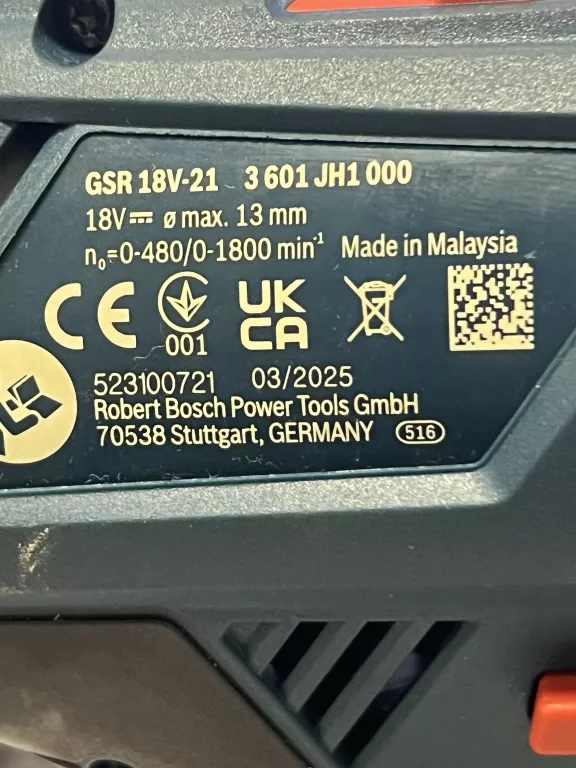 GSR 18V-21 3 601 JH1 000
18V⎓ ø max. 13 mm
n₀=0-480/0-1800 min⁻¹ Made in Malaysia
CE 001 UK
CA
523100721 03/2025
Robert Bosch Power Tools GmbH
70538 Stuttgart, GERMANY 516